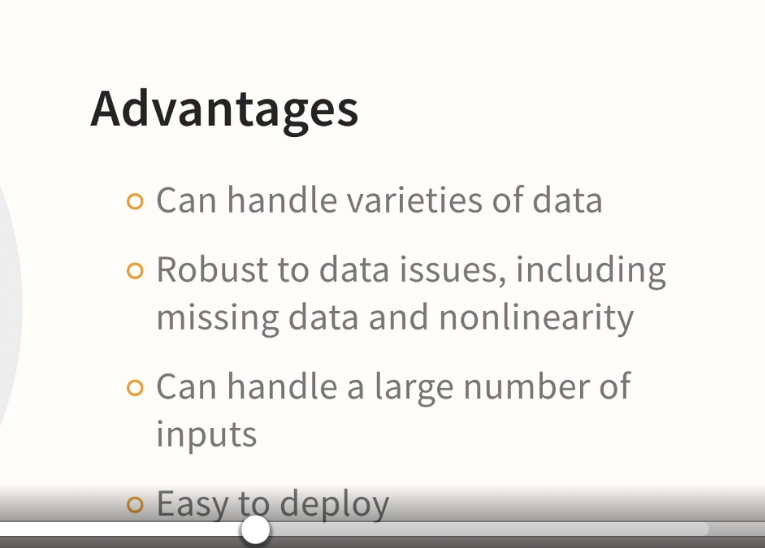 Advantages
Can handle varieties of data
Robust to data issues, including
missing data and nonlinearity
Can handle a large number of
inputs
Easy to deploy